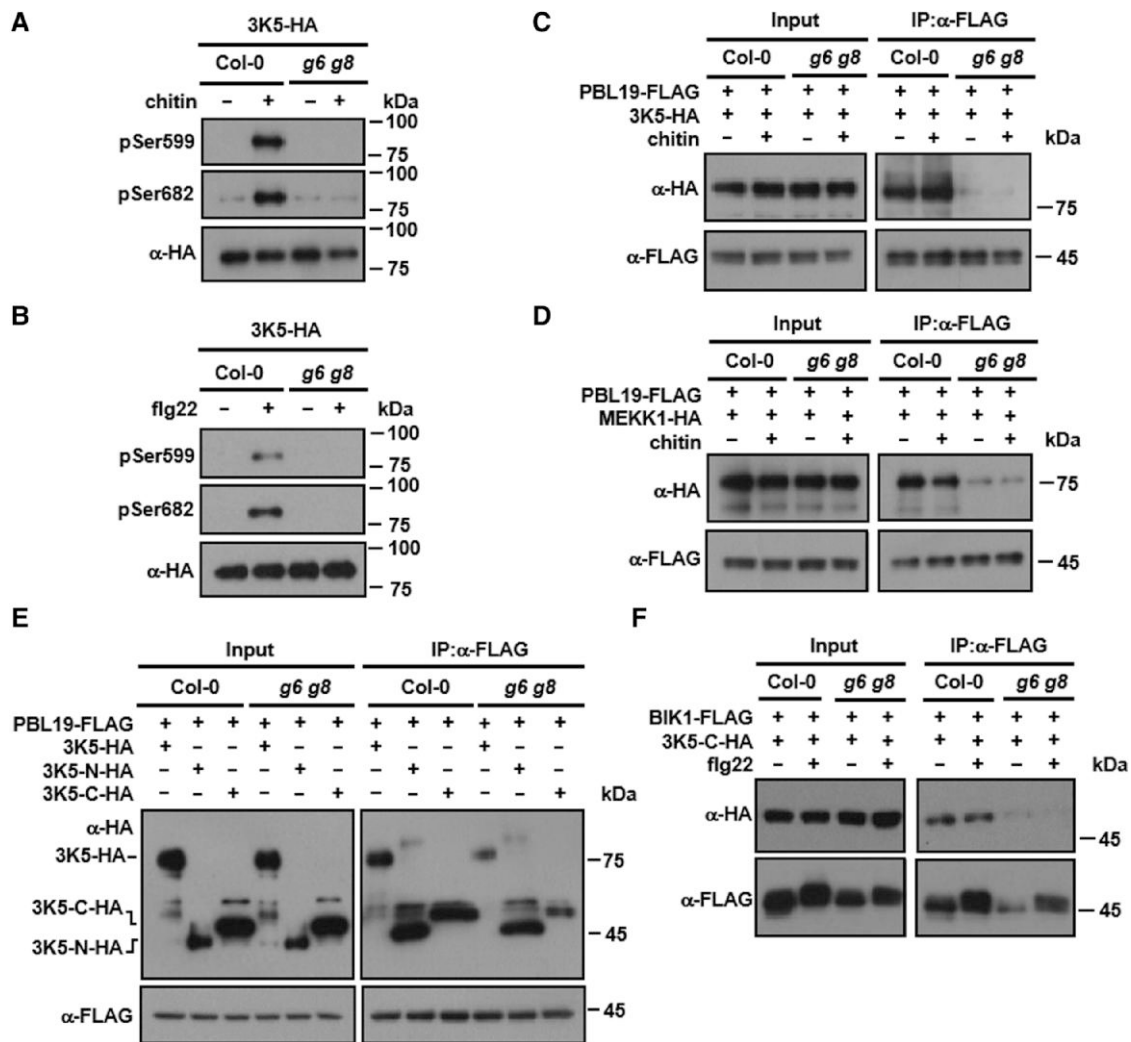 A
3K5-HA
Col-0 g6 g8
chitin – + – + kDa
pSer599
100
75
pSer682
100
75
α-HA
100
75
B
3K5-HA
Col-0 g6 g8
flg22 – + – + kDa
pSer599
100
75
pSer682
100
75
α-HA
100
75
C
Input IP:α-FLAG
Col-0 g6 g8 Col-0 g6 g8
PBL19-FLAG + + + + + + + +
3K5-HA + + + + + + + +
chitin – + – + – + – + kDa
α-HA
75
α-FLAG
45
D
Input IP:α-FLAG
Col-0 g6 g8 Col-0 g6 g8
PBL19-FLAG + + + + + + + +
MEKK1-HA + + + + + + + +
chitin – + – + – + – + kDa
α-HA
75
α-FLAG
45
E
Input IP:α-FLAG
Col-0 g6 g8 Col-0 g6 g8
PBL19-FLAG + + + + + + + + + + + +
3K5-HA + – – + – – + – – + – –
3K5-N-HA – + – – + – – + – – + –
3K5-C-HA – – + – – + – – + – – + kDa
α-HA
3K5-HA
75
3K5-C-HA
45
3K5-N-HA
α-FLAG
45
F
Input IP:α-FLAG
Col-0 g6 g8 Col-0 g6 g8
BIK1-FLAG + + + + + + + +
3K5-C-HA + + + + + + + +
flg22 – + – + – + – + kDa
α-HA
45
α-FLAG
45